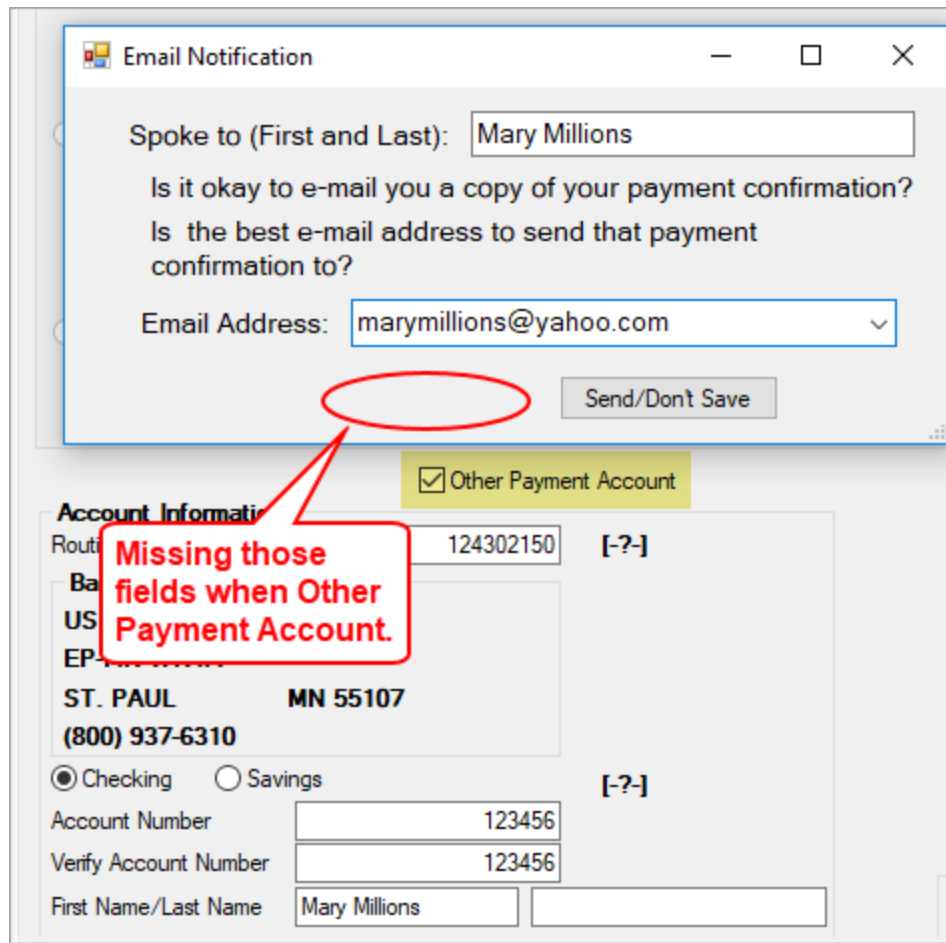 Email Notification
Spoke to (First and Last): Mary Millions
Is it okay to e-mail you a copy of your payment confirmation?
Is the best e-mail address to send that payment
confirmation to?
Email Address: marymillions@yahoo.com
Send/Don't Save
Other Payment Account
Account Information
124302150 [-?-]
Missing those
fields when Other
Payment Account.
US
ST. PAUL MN 55107
(800) 937-6310
Checking Savings [-?-]
Account Number 123456
Verify Account Number 123456
First Name/Last Name Mary Millions